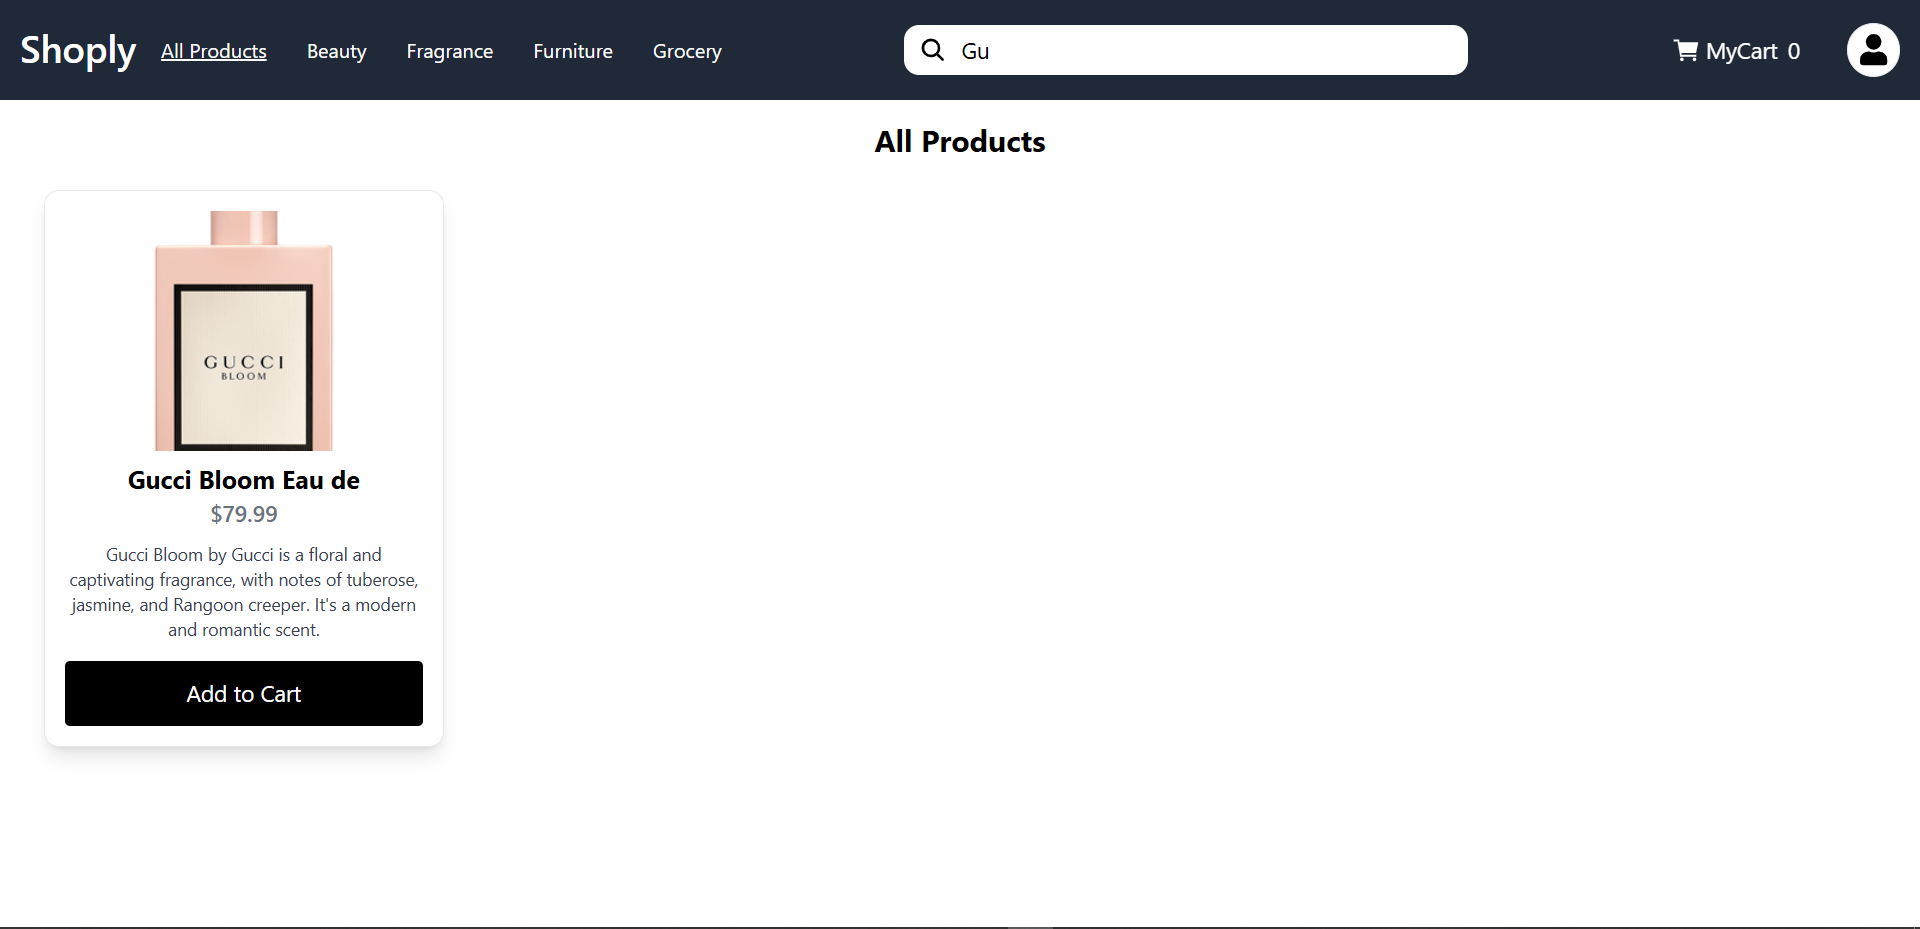 Shoply All Products Beauty Fragrance Furniture Grocery Gu MyCart 0
All Products
GUCCI
BLOOM
Gucci Bloom Eau de
$79.99
Gucci Bloom by Gucci is a floral and
captivating fragrance, with notes of tuberose,
jasmine, and Rangoon creeper. It's a modern
and romantic scent.
Add to Cart